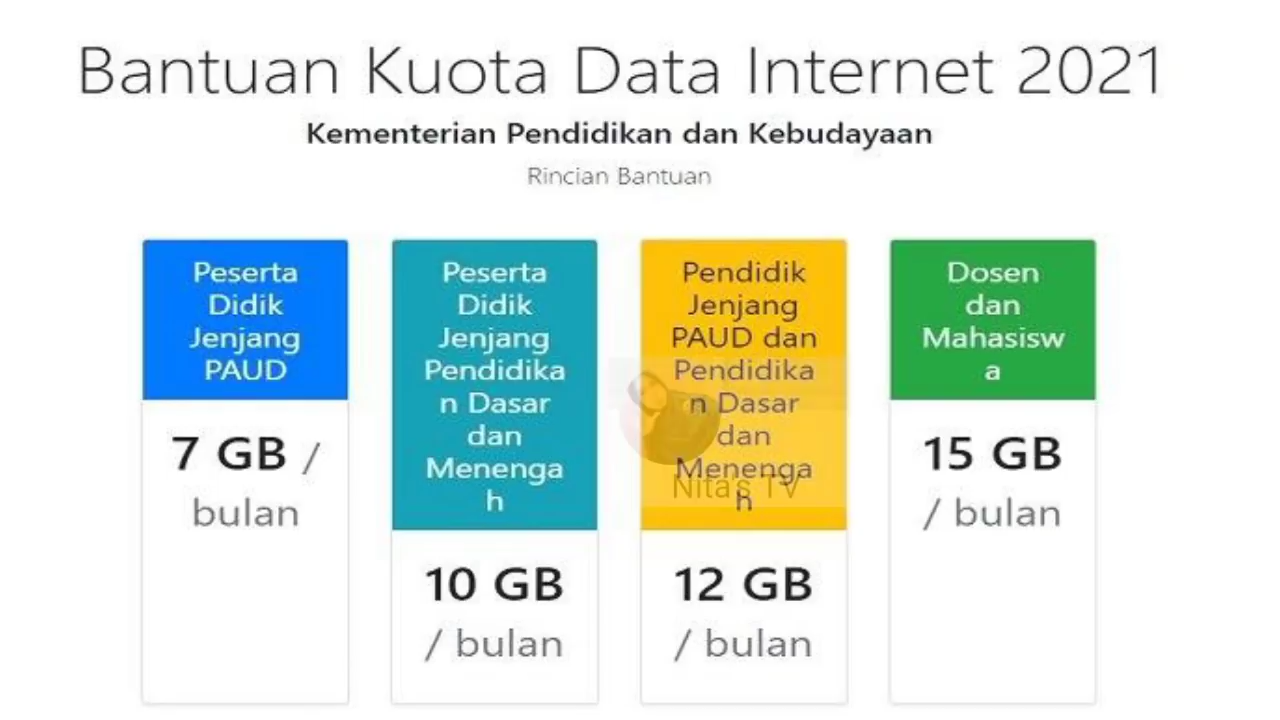 Bantuan Kuota Data Internet 2021
Kementerian Pendidikan dan Kebudayaan
Rincian Bantuan
Peserta
Didik
Jenjang
PAUD
7 GB /
bulan
Peserta
Didik
Jenjang
Pendidika
n Dasar
dan
Menenga
h
10 GB
/ bulan
Pendidik
Jenjang
PAUD dan
Pendidika
n Dasar
dan
Menenga
h
Nita's TV
12 GB
/ bulan
Dosen
dan
Mahasisw
a
15 GB
/ bulan